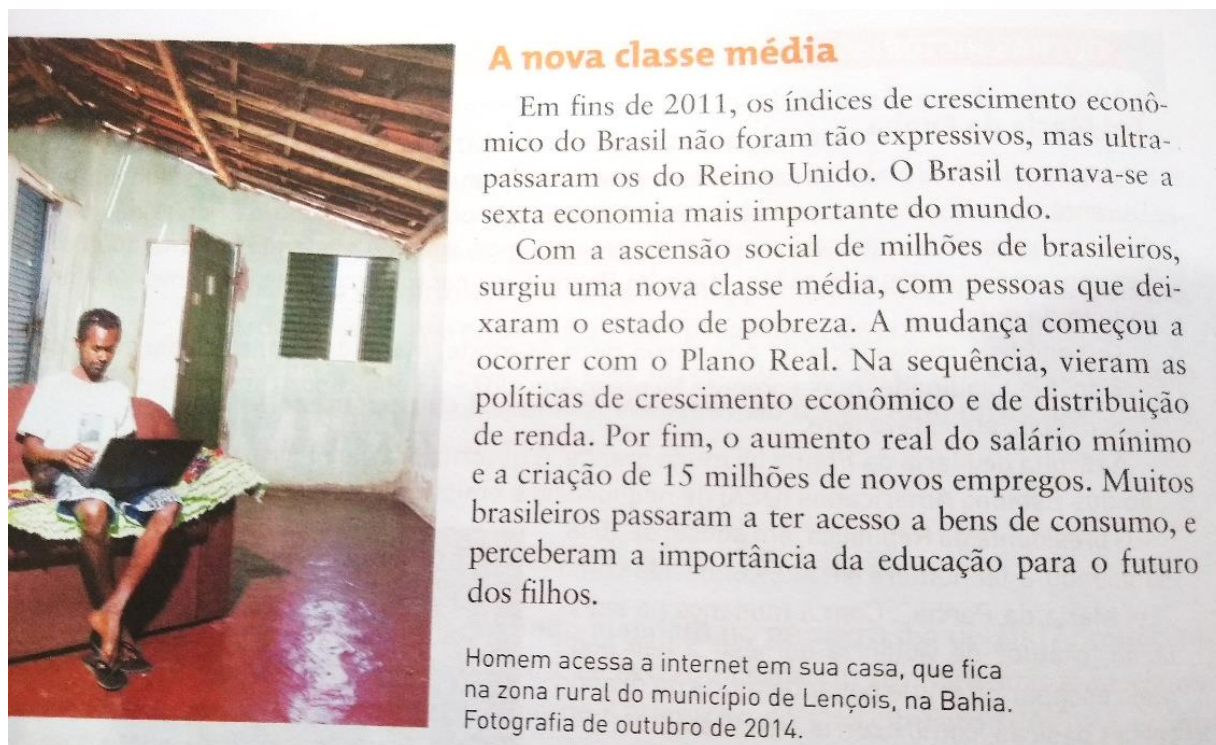 A nova classe média
Em fins de 2011, os índices de crescimento econô-
mico do Brasil não foram tão expressivos, mas ultra-
passaram os do Reino Unido. O Brasil tornava-se a
sexta economia mais importante do mundo.
Com a ascensão social de milhões de brasileiros,
surgiu uma nova classe média, com pessoas que dei-
xaram o estado de pobreza. A mudança começou a
ocorrer com o Plano Real. Na sequência, vieram as
políticas de crescimento econômico e de distribuição
de renda. Por fim, o aumento real do salário mínimo
e a criação de 15 milhões de novos empregos. Muitos
brasileiros passaram a ter acesso a bens de consumo, e
perceberam a importância da educação para o futuro
dos filhos.
Homem acessa a internet em sua casa, que fica
na zona rural do município de Lençois, na Bahia.
Fotografia de outubro de 2014.